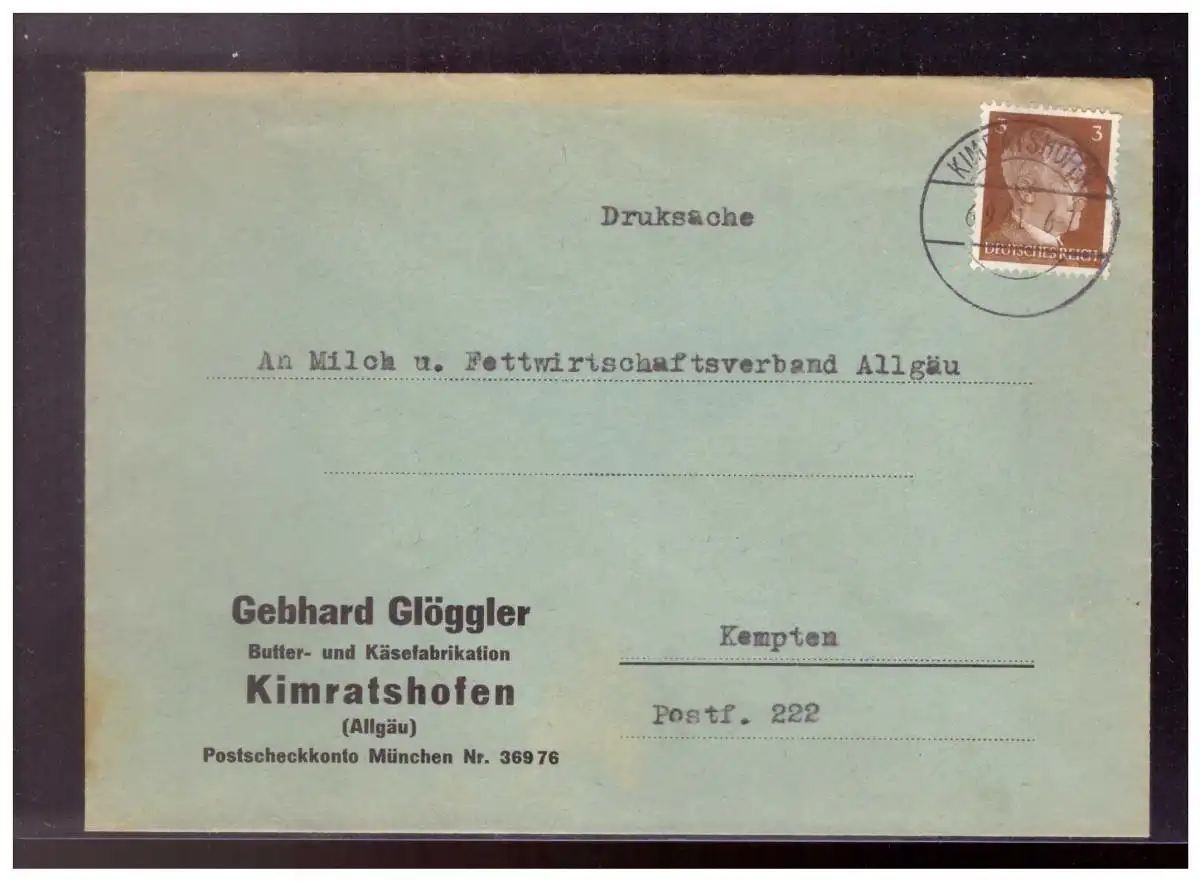 3 3
DEUTSCHES REICH
Druksache
An Milch u. Fettwirtschaftsverband Allgäu
Gebhard Glöggler
Butter- und Käsefabrikation
Kimratshofen
(Allgäu)
Postscheckkonto München Nr. 36976
Kempten
Postf. 222